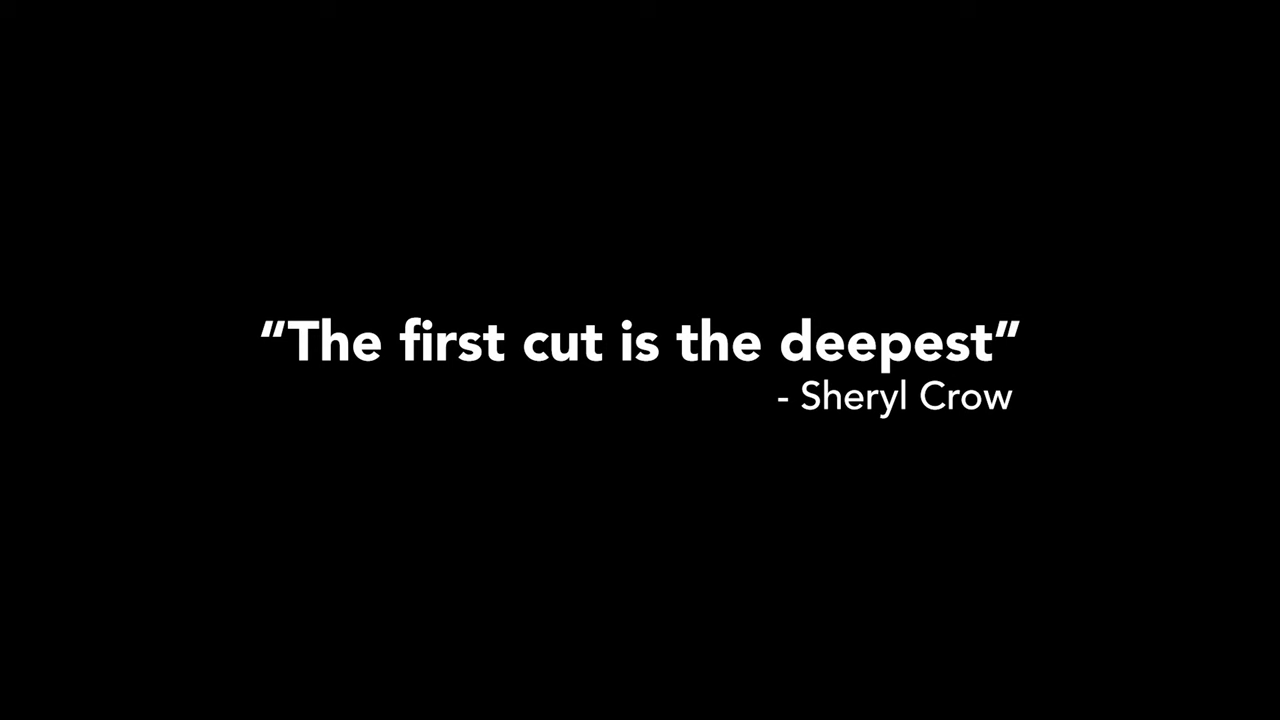 “The first cut is the deepest”
- Sheryl Crow